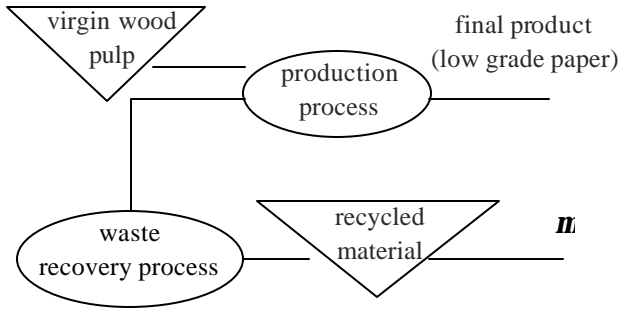 virgin wood
pulp
final product
(low grade paper)
production
process
recycled
material
waste
recovery process